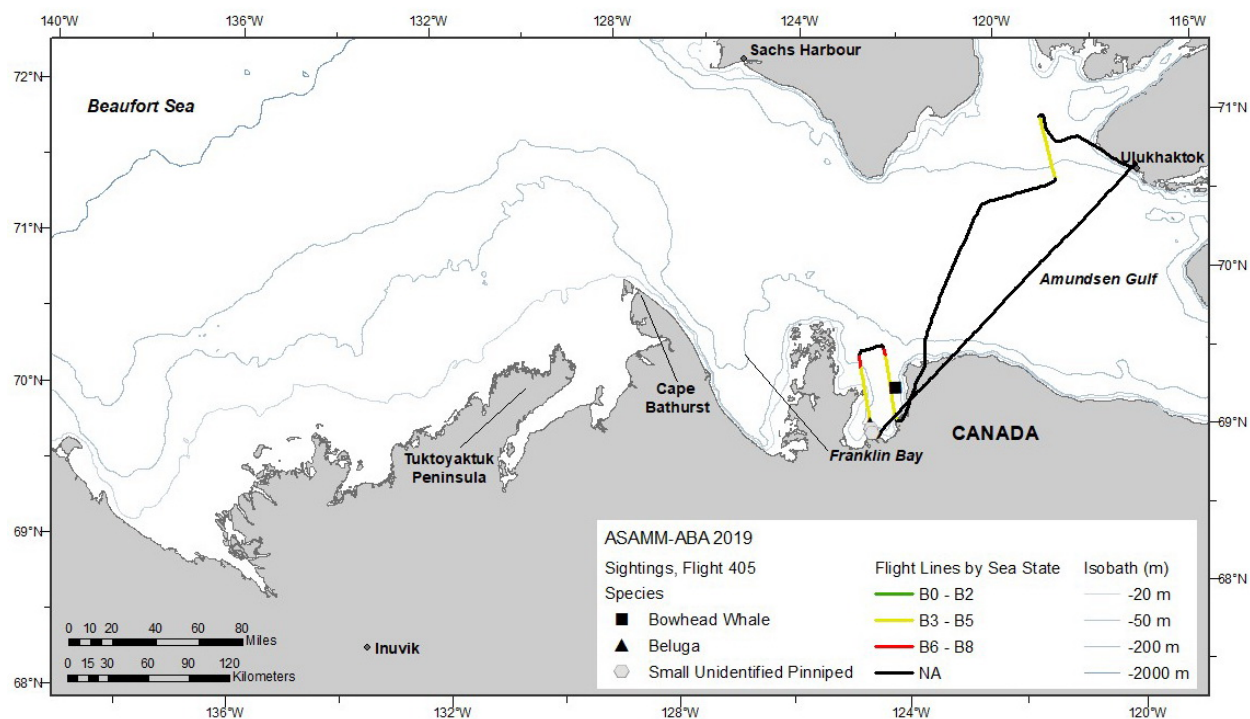 140°W 136°W 132°W 128°W 124°W 120°W 116°W
72°N
Sachs Harbour
Beaufort Sea
71°N
Ulukhaktok
71°N
70°N
Amundsen Gulf
70°N
Cape
Bathurst
69°N
CANADA
Franklin Bay
Tuktoyaktuk
Peninsula
69°N
68°N
ASAMM-ABA 2019
Sightings, Flight 405
Species
Bowhead Whale
Beluga
Small Unidentified Pinniped
Flight Lines by Sea State
B0 - B2
B3 - B5
B6 - B8
NA
Isobath (m)
-20 m
-50 m
-200 m
-2000 m
0 10 20 40 60 80
Miles
0 15 30 60 90 120
Kilometers
Inuvik
68°N
136°W 132°W 128°W 124°W 120°W